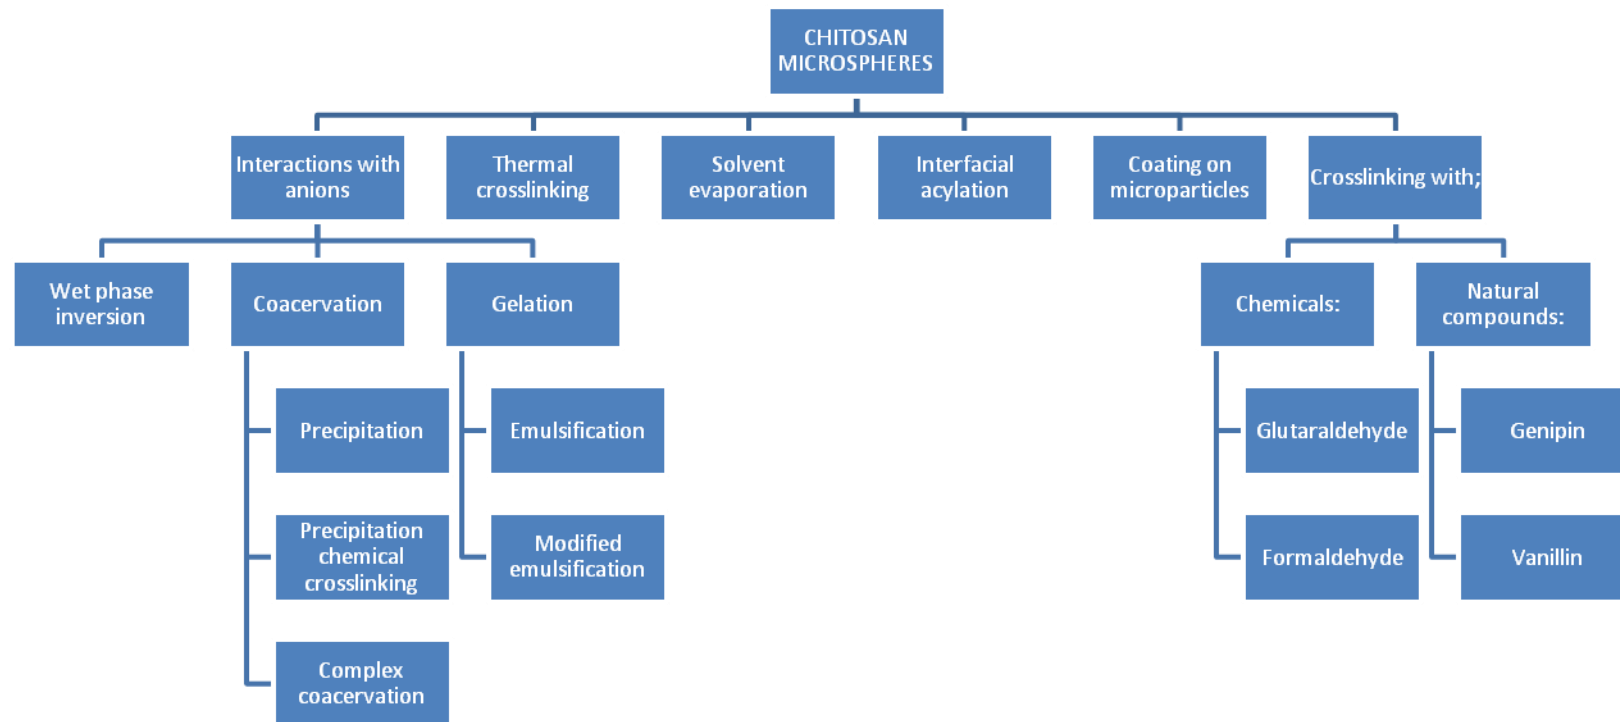 CHITOSAN
MICROSPHERES
Interactions with
anions
Thermal
crosslinking
Solvent
evaporation
Interfacial
acylation
Coating on
microparticles
Crosslinking with;
Wet phase
inversion
Coacervation
Gelation
Chemicals:
Natural
compounds:
Precipitation
Emulsification
Glutaraldehyde
Genipin
Precipitation
chemical
crosslinking
Modified
emulsification
Formaldehyde
Vanillin
Complex
coacervation